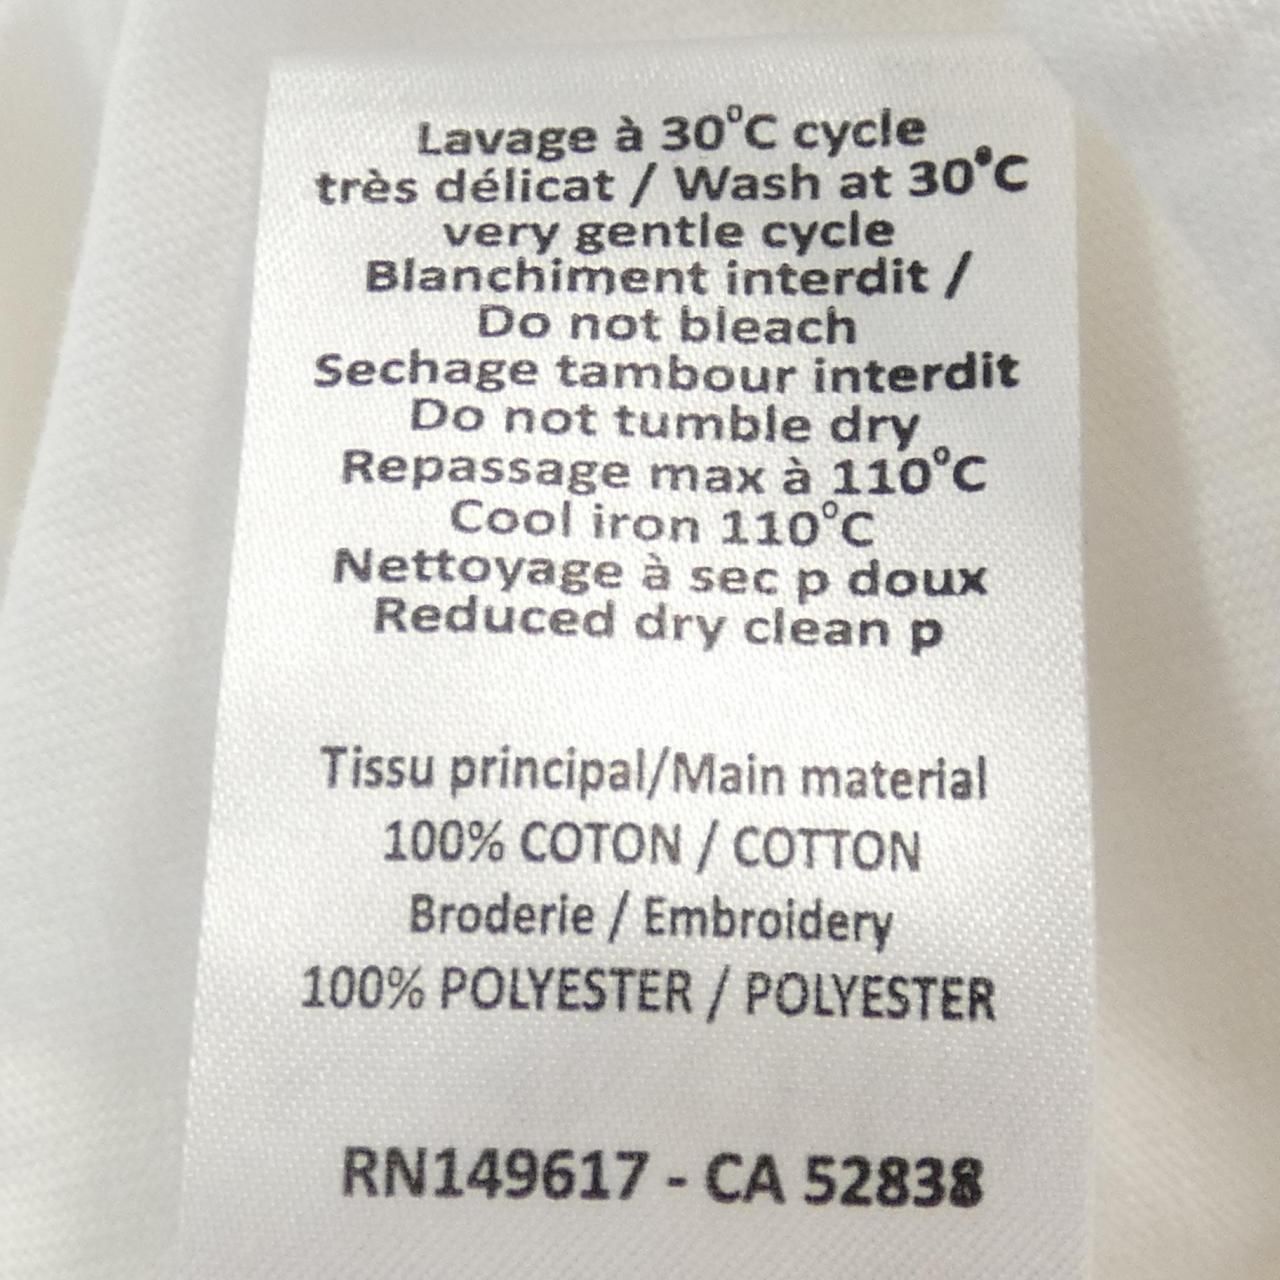 Lavage à 30°C cycle
très délicat / Wash at 30°C
very gentle cycle
Blanchiment interdit /
Do not bleach
Sechage tambour interdit
Do not tumble dry
Repassage max à 110°C
Cool iron 110°C
Nettoyage à sec p doux
Reduced dry clean p
Tissu principal/Main material
100% COTON / COTTON
Broderie / Embroidery
100% POLYESTER / POLYESTER
RN149617 - CA 52838